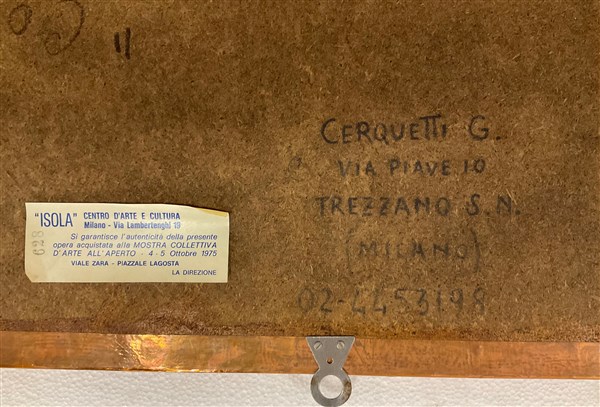 11
CERQUETTI G.
VIA PIAVE 10
TREZZANO S.N.
(MILANO)
02-4453198
"ISOLA" CENTRO D'ARTE E CULTURA
Milano - Via Lambertenghi 19
Si garantisce l'autenticità della presente
opera acquistata alla MOSTRA COLLETTIVA
D'ARTE ALL'APERTO - 4-5 Ottobre 1975
VIALE ZARA - PIAZZALE LAGOSTA
LA DIREZIONE